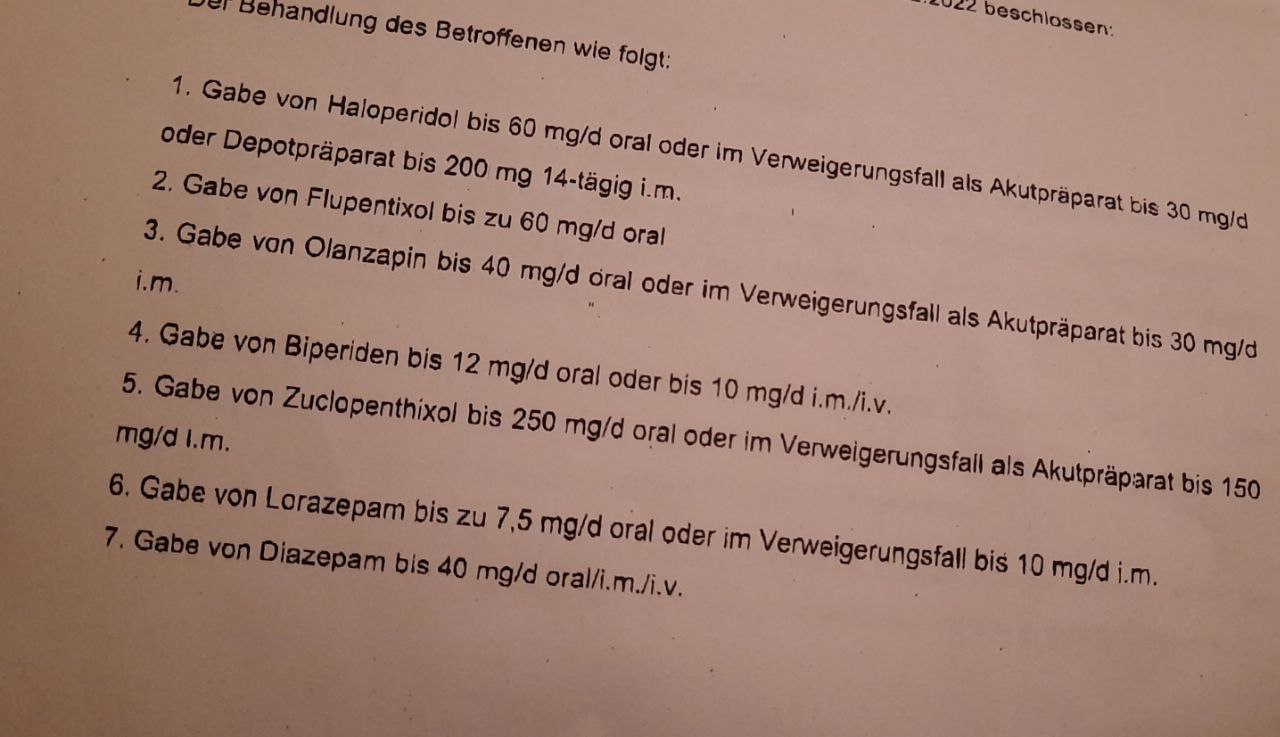 .2022 beschlossen:
Der Behandlung des Betroffenen wie folgt:
1. Gabe von Haloperidol bis 60 mg/d oral oder im Verweigerungsfall als Akutpräparat bis 30 mg/d
oder Depotpräparat bis 200 mg 14-tägig i.m.
2. Gabe von Flupentixol bis zu 60 mg/d oral
3. Gabe von Olanzapin bis 40 mg/d oral oder im Verweigerungsfall als Akutpräparat bis 30 mg/d
i.m.
4. Gabe von Biperiden bis 12 mg/d oral oder bis 10 mg/d i.m./i.v.
5. Gabe von Zuclopenthixol bis 250 mg/d oral oder im Verweigerungsfall als Akutpräparat bis 150
mg/d i.m.
6. Gabe von Lorazepam bis zu 7,5 mg/d oral oder im Verweigerungsfall bis 10 mg/d i.m.
7. Gabe von Diazepam bis 40 mg/d oral/i.m./i.v.